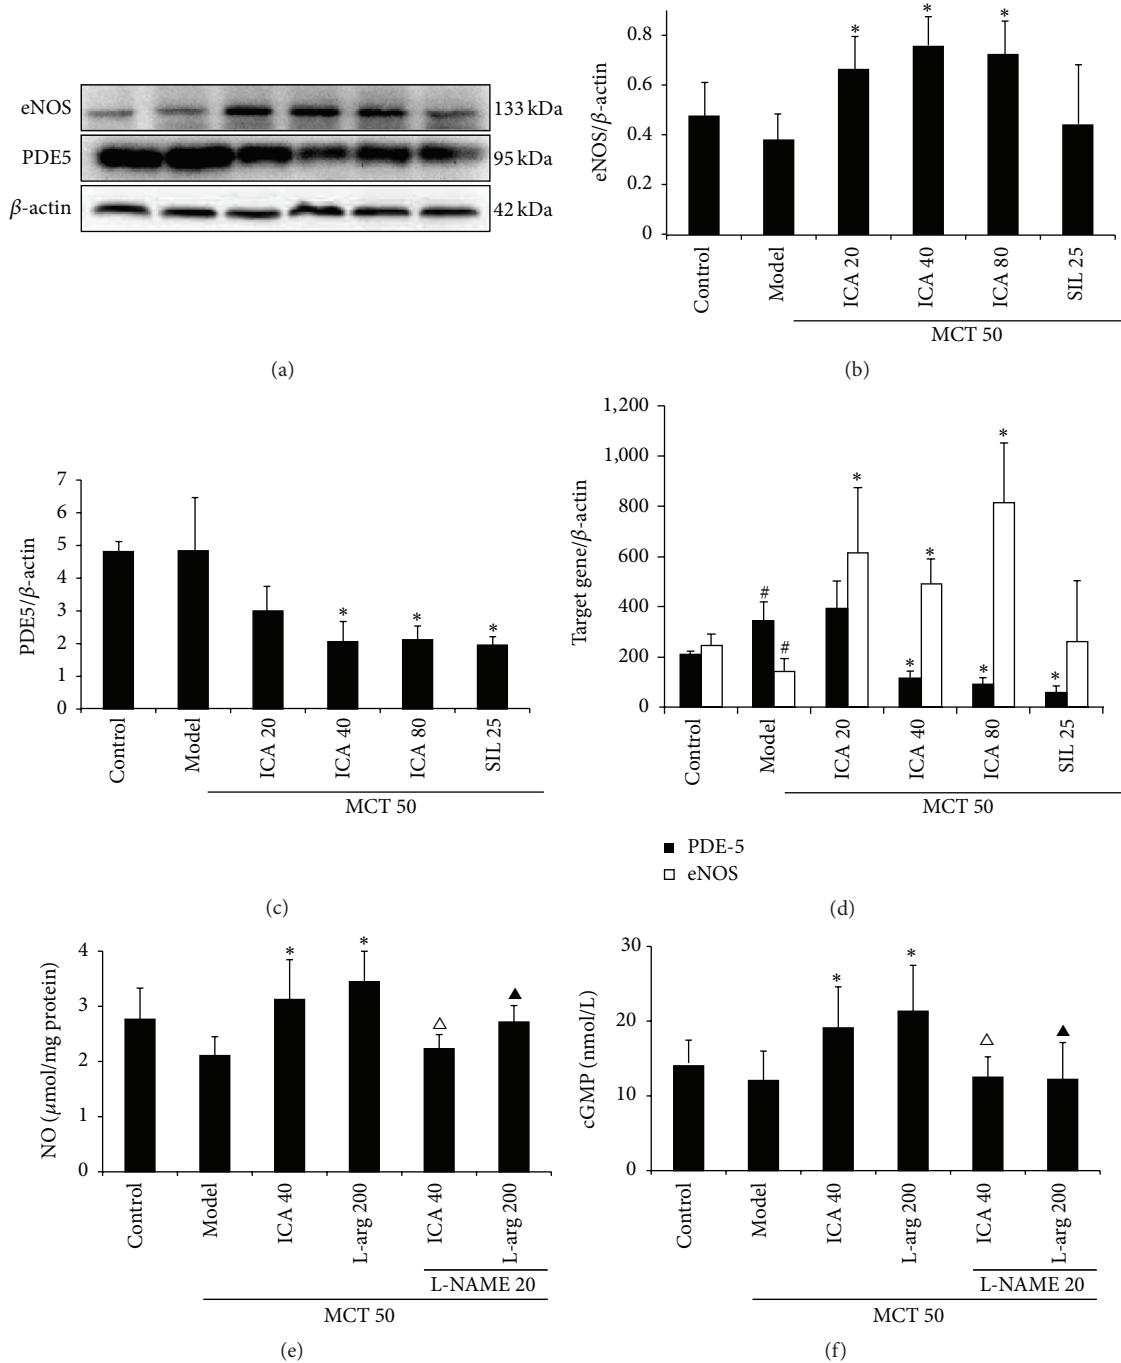 eNOS
133 kDa
PDE5
95 kDa
β-actin
42 kDa
(a)
eNOS/β-actin
0.8
0.6
0.4
0.2
0
*
*
*
Control
Model
ICA 20
ICA 40
ICA 80
SIL 25
MCT 50
(b)
PDE5/β-actin
7
6
5
4
3
2
1
0
*
*
*
Control
Model
ICA 20
ICA 40
ICA 80
SIL 25
MCT 50
(c)
Target gene/β-actin
1,200
1,000
800
600
400
200
0
#
#
*
*
*
*
*
*
Control
Model
ICA 20
ICA 40
ICA 80
SIL 25
MCT 50
PDE-5
eNOS
(d)
NO (μmol/mg protein)
4
3
2
1
0
*
*
△
▲
Control
Model
ICA 40
L-arg 200
ICA 40
L-arg 200
L-NAME 20
MCT 50
(e)
cGMP (nmol/L)
30
20
10
0
*
*
△
▲
Control
Model
ICA 40
L-arg 200
ICA 40
L-arg 200
L-NAME 20
MCT 50
(f)